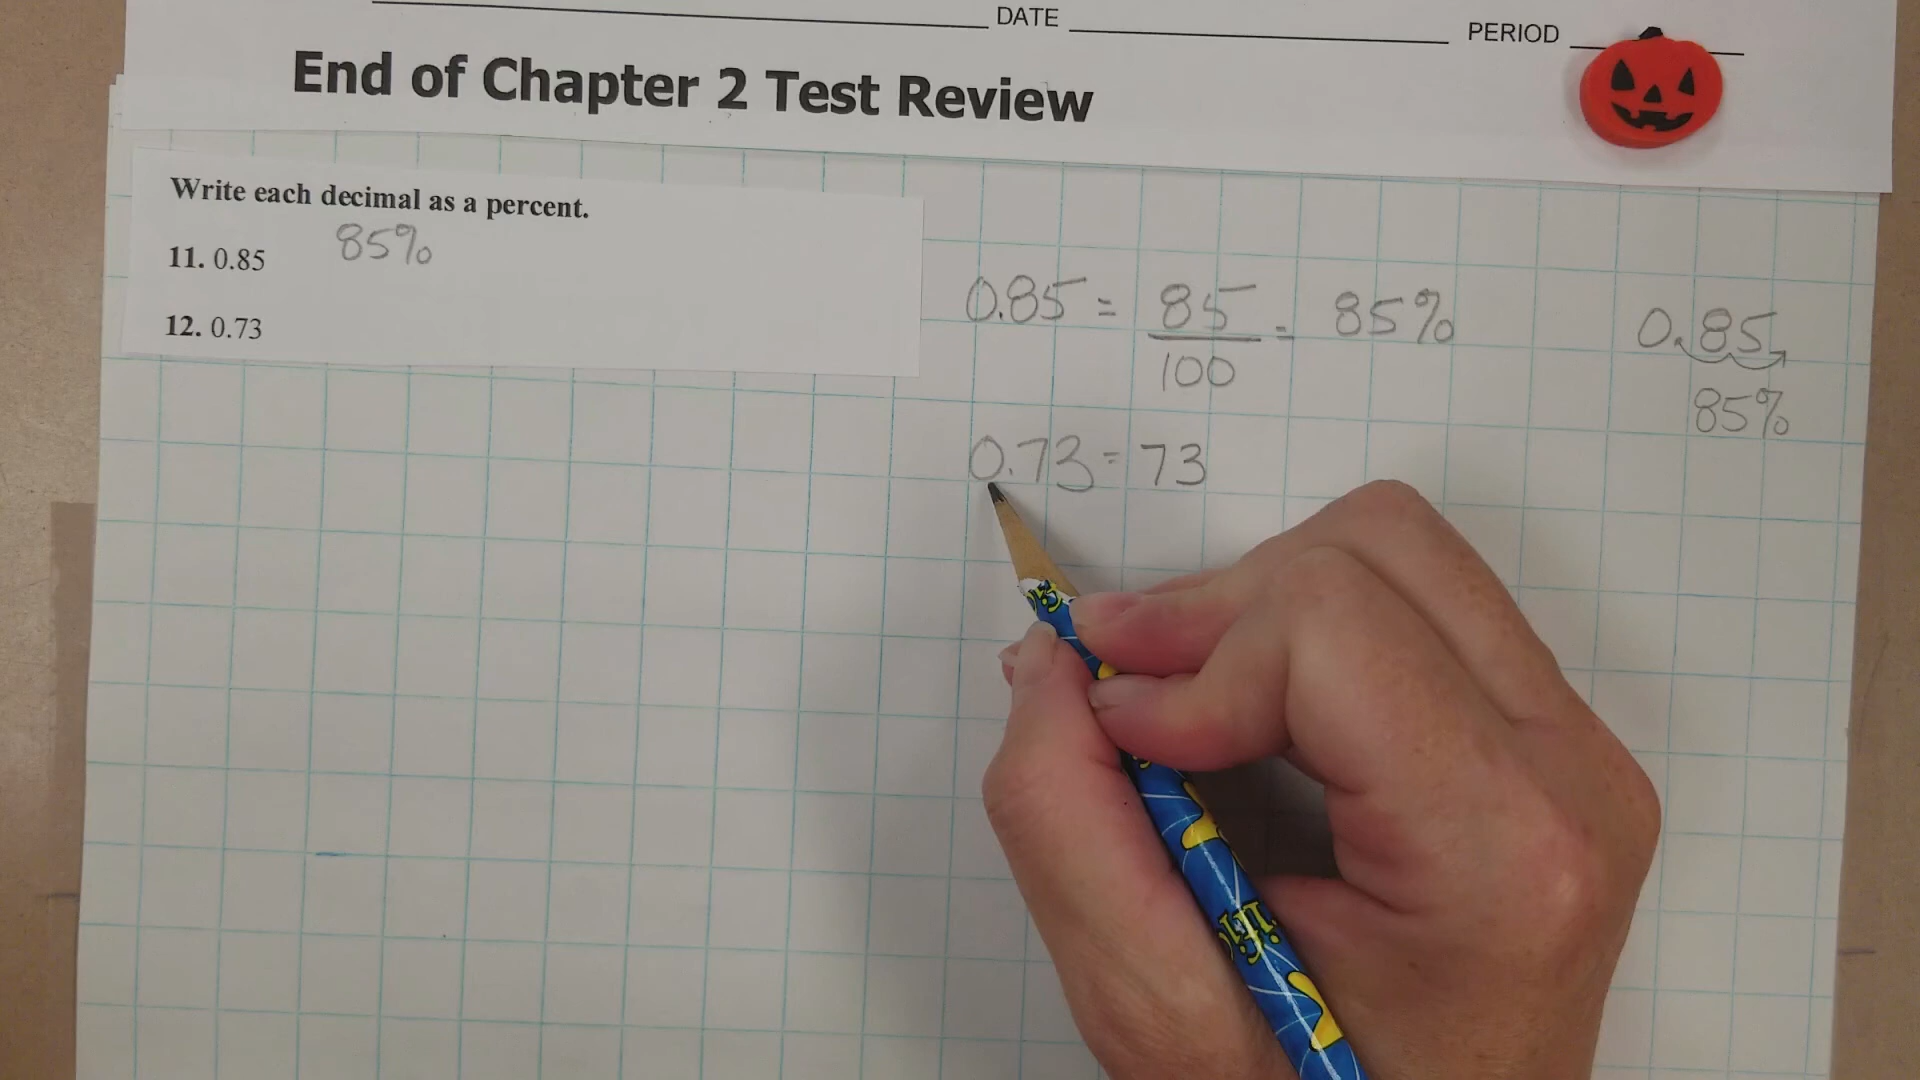 DATE PERIOD
End of Chapter 2 Test Review
Write each decimal as a percent.
11. 0.85 85%
12. 0.73
0.85 = 85/100 = 85%
0.73 = 73
0.85
85%